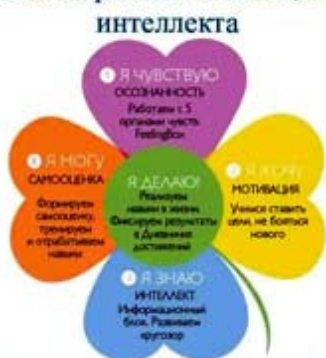 интеллекта
Я ЧУВСТВУЮ
ОСОЗНАННОСТЬ
Работаем с 5
органами чувств
FeelingBox
Я МОГУ
САМООЦЕНКА
Формируем
самооценку,
тренируем
и отрабатываем
навыки
Я ДЕЛАЮ!
Реализуем
навыки в жизни.
Фиксируем результаты
в Дневнике
достижений
Я ХОЧУ
МОТИВАЦИЯ
Учимся ставить
цели, не бояться
нового
Я ЗНАЮ
ИНТЕЛЛЕКТ
Информационный
блок. Развиваем
кругозор